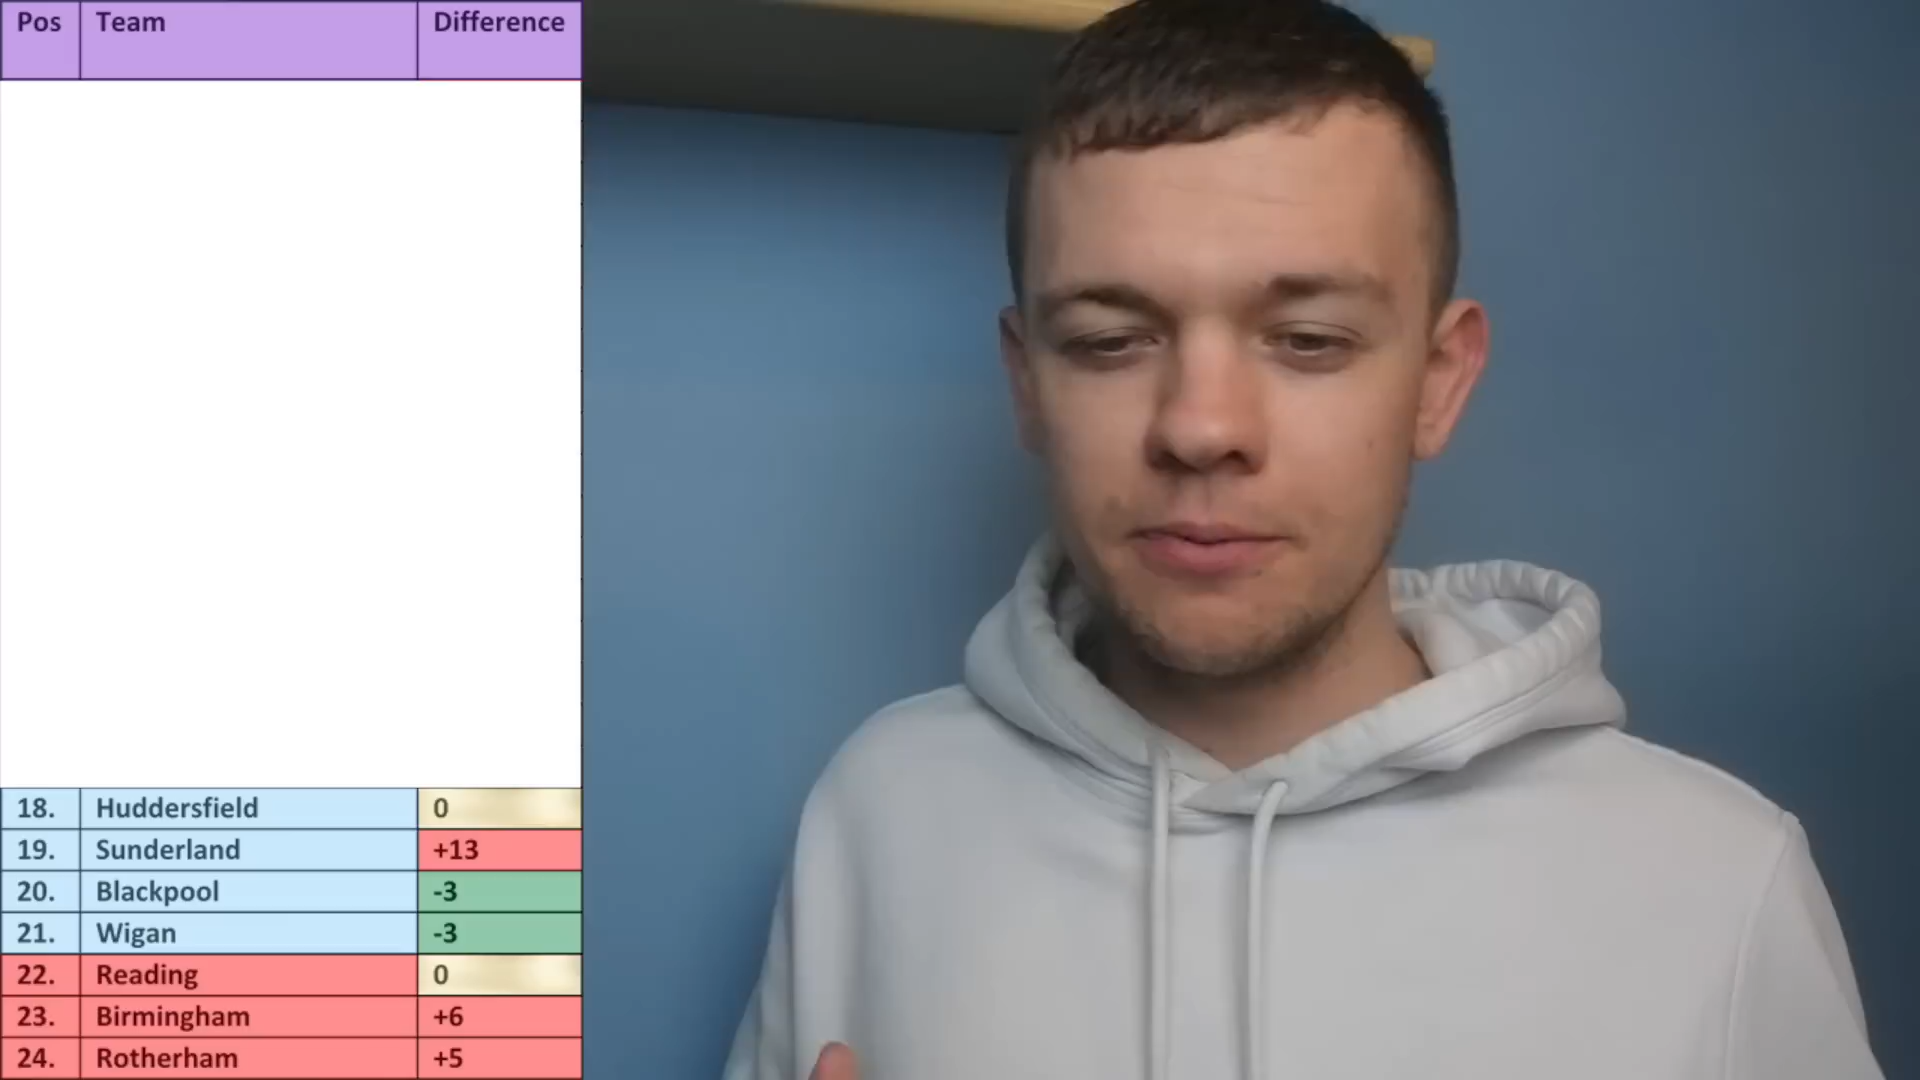 Pos Team Difference
18. Huddersfield 0
19. Sunderland +13
20. Blackpool -3
21. Wigan -3
22. Reading 0
23. Birmingham +6
24. Rotherham +5